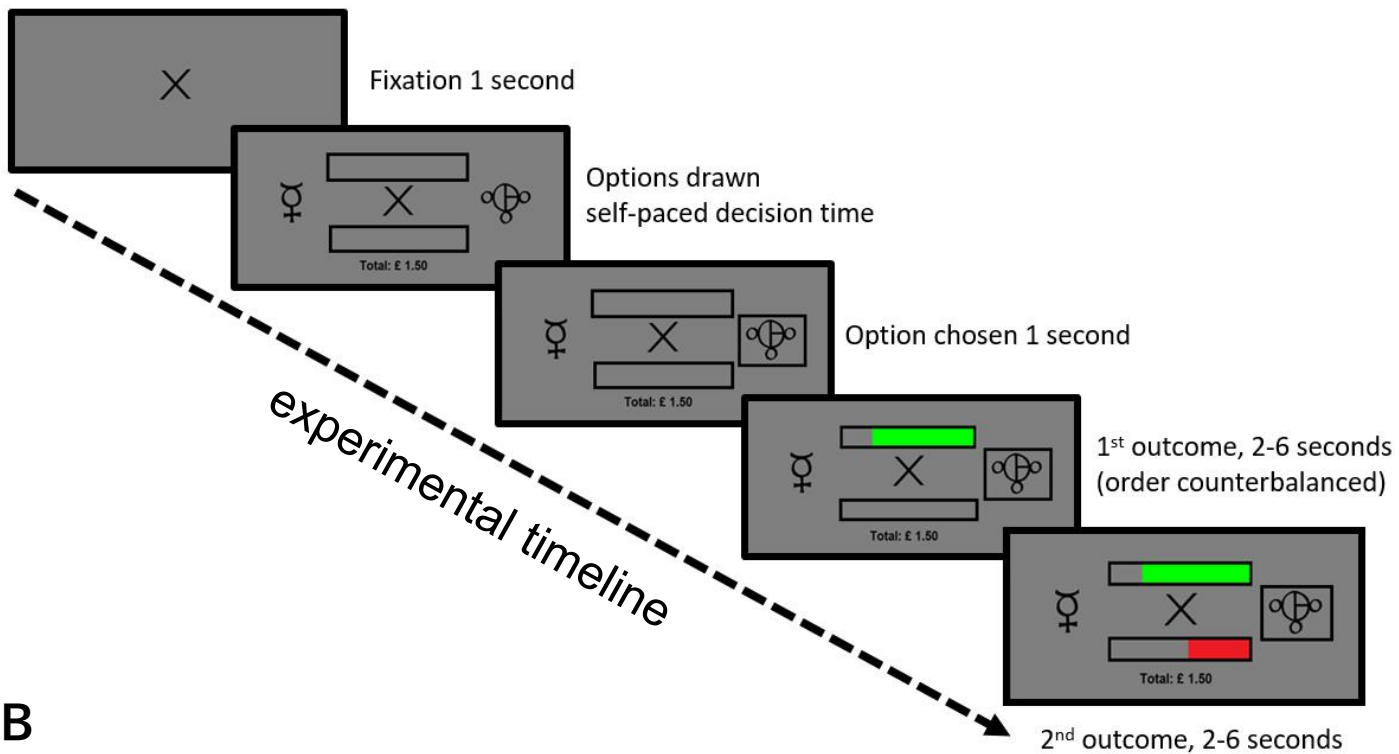 Fixation 1 second
Options drawn
self-paced decision time
Total: £ 1.50
Option chosen 1 second
Total: £ 1.50
experimental timeline
1st outcome, 2-6 seconds
(order counterbalanced)
Total: £ 1.50
Total: £ 1.50
B
2nd outcome, 2-6 seconds